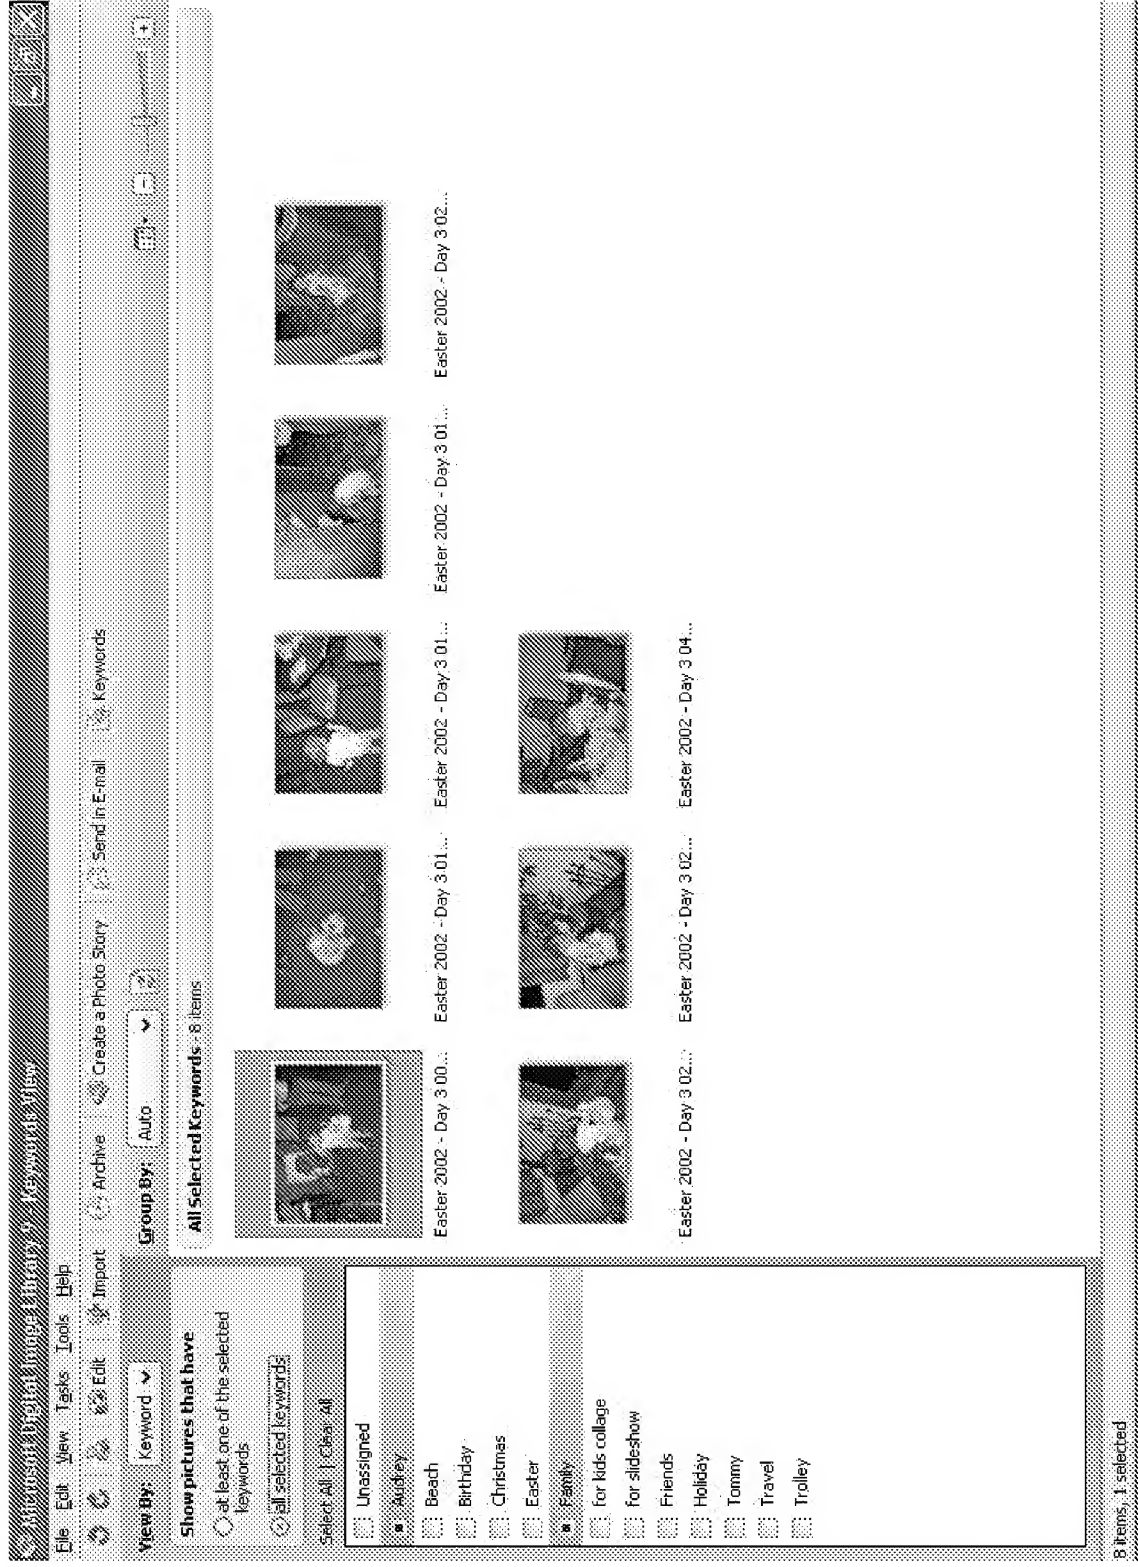 Microsoft Digital Image Library 9 - Keywords View
File Edit View Tasks Tools Help
Edit Import Archive Create a Photo Story Send in E-mail Keywords
View By: Keyword Group By: Auto
Show pictures that have
at least one of the selected
keywords
all selected keywords
Select All | Clear All
Unassigned
Audrey
Beach
Birthday
Christmas
Easter
Family
for kids collage
for slideshow
Friends
Holiday
Tommy
Travel
Trolley
All Selected Keywords - 8 items
Easter 2002 - Day 3 00... Easter 2002 - Day 3 01... Easter 2002 - Day 3 01... Easter 2002 - Day 3 01... Easter 2002 - Day 3 02...
Easter 2002 - Day 3 02... Easter 2002 - Day 3 02... Easter 2002 - Day 3 04...
8 items, 1 selected